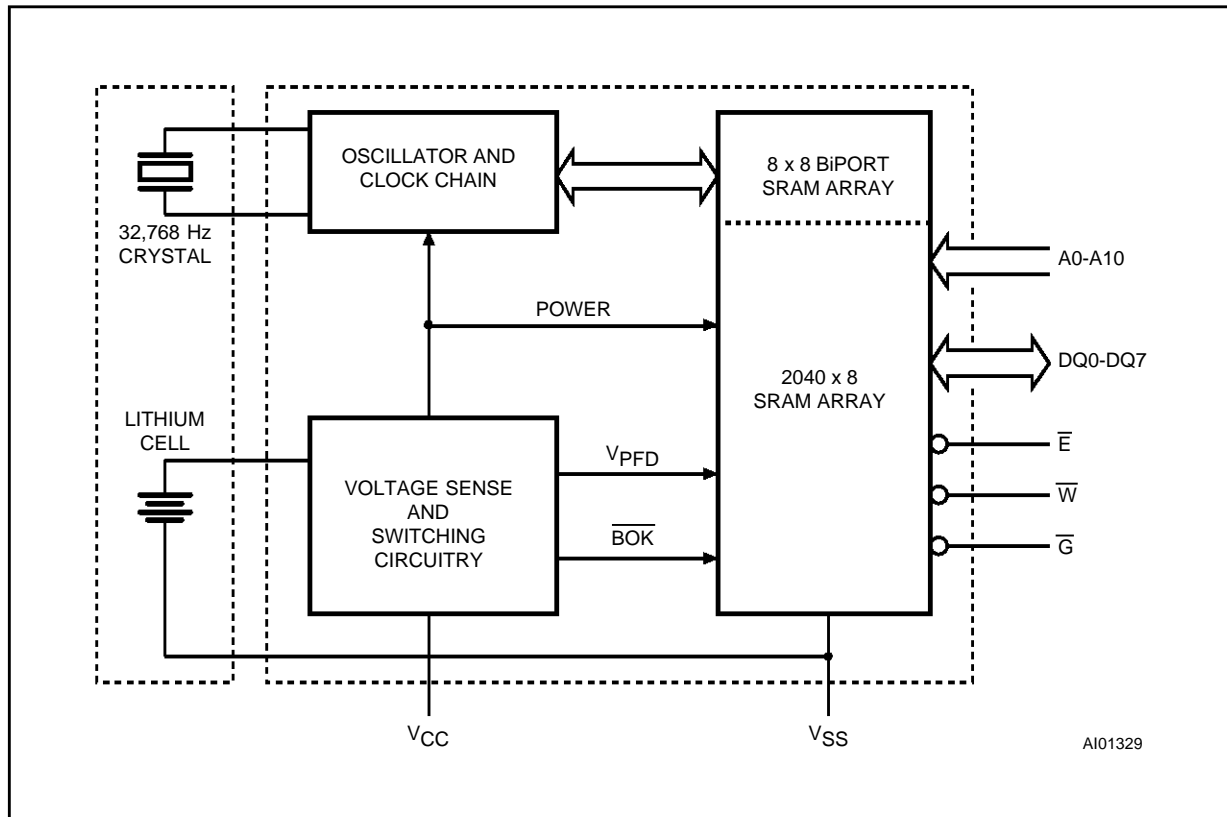 OSCILLATOR AND
CLOCK CHAIN
8 x 8 BiPORT
SRAM ARRAY
32,768 Hz
CRYSTAL
A0-A10
POWER
DQ0-DQ7
2040 x 8
SRAM ARRAY
LITHIUM
CELL
E̅
VPFD
VOLTAGE SENSE
AND
SWITCHING
CIRCUITRY
W̅
B̅O̅K̅
G̅
VCC
VSS
AI01329